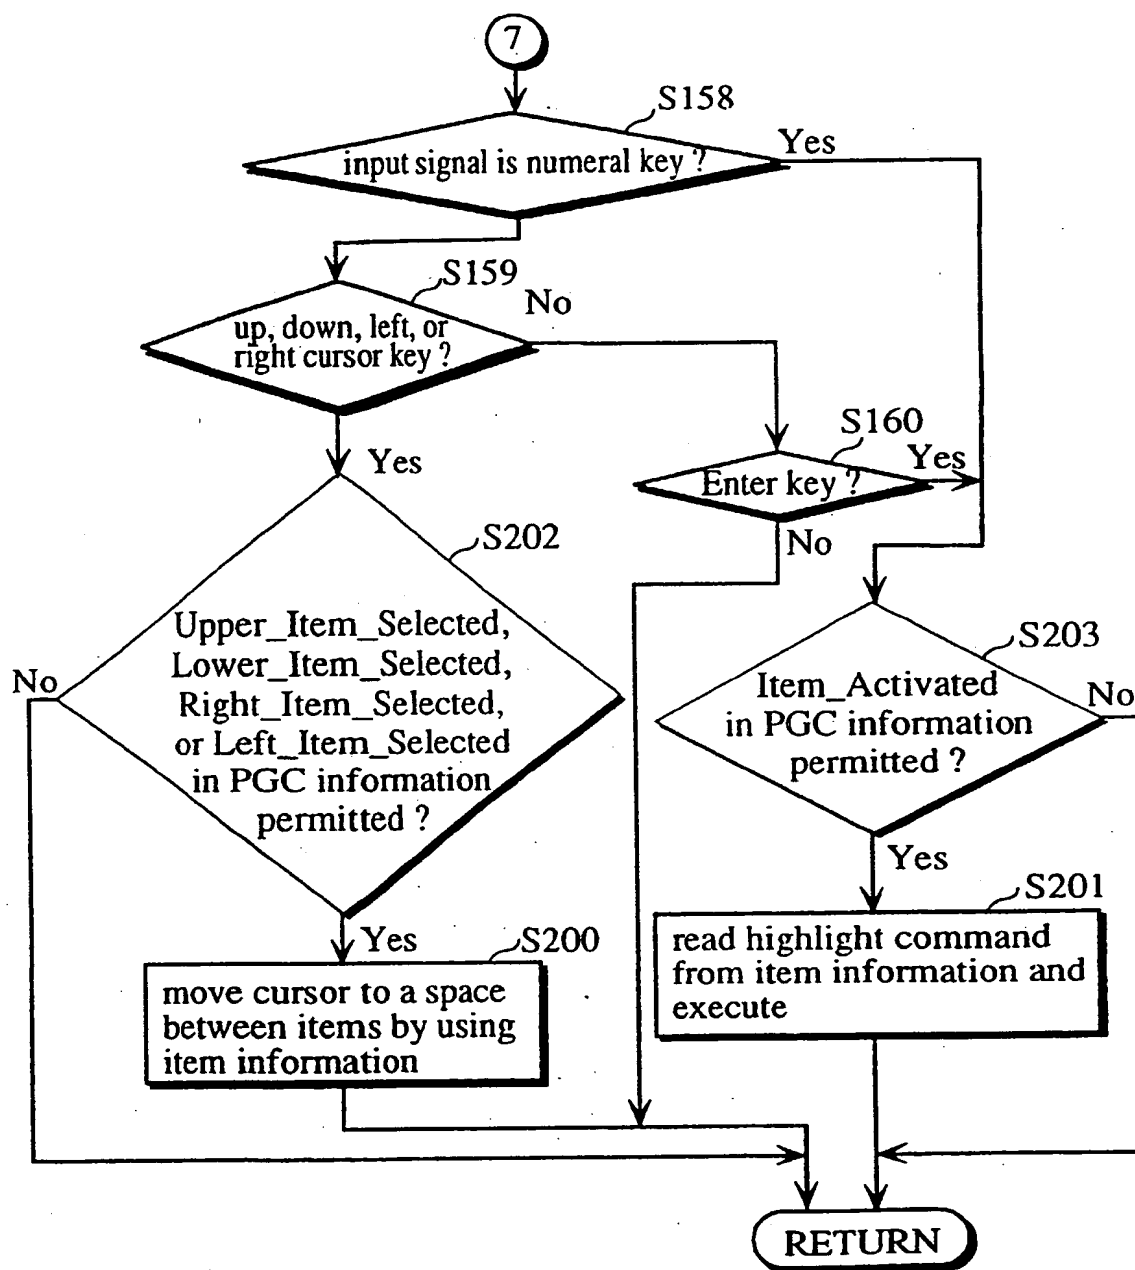 7
S158
Yes
input signal is numeral key ?
S159
No
up, down, left, or
right cursor key ?
S160
Yes
Yes
Enter key ?
No
S202
Upper_Item_Selected,
Lower_Item_Selected,
Right_Item_Selected,
or Left_Item_Selected
in PGC information
permitted ?
No
S203
Item_Activated
in PGC information
permitted ?
No
Yes
Yes
S200
move cursor to a space
between items by using
item information
S201
read highlight command
from item information and
execute
RETURN